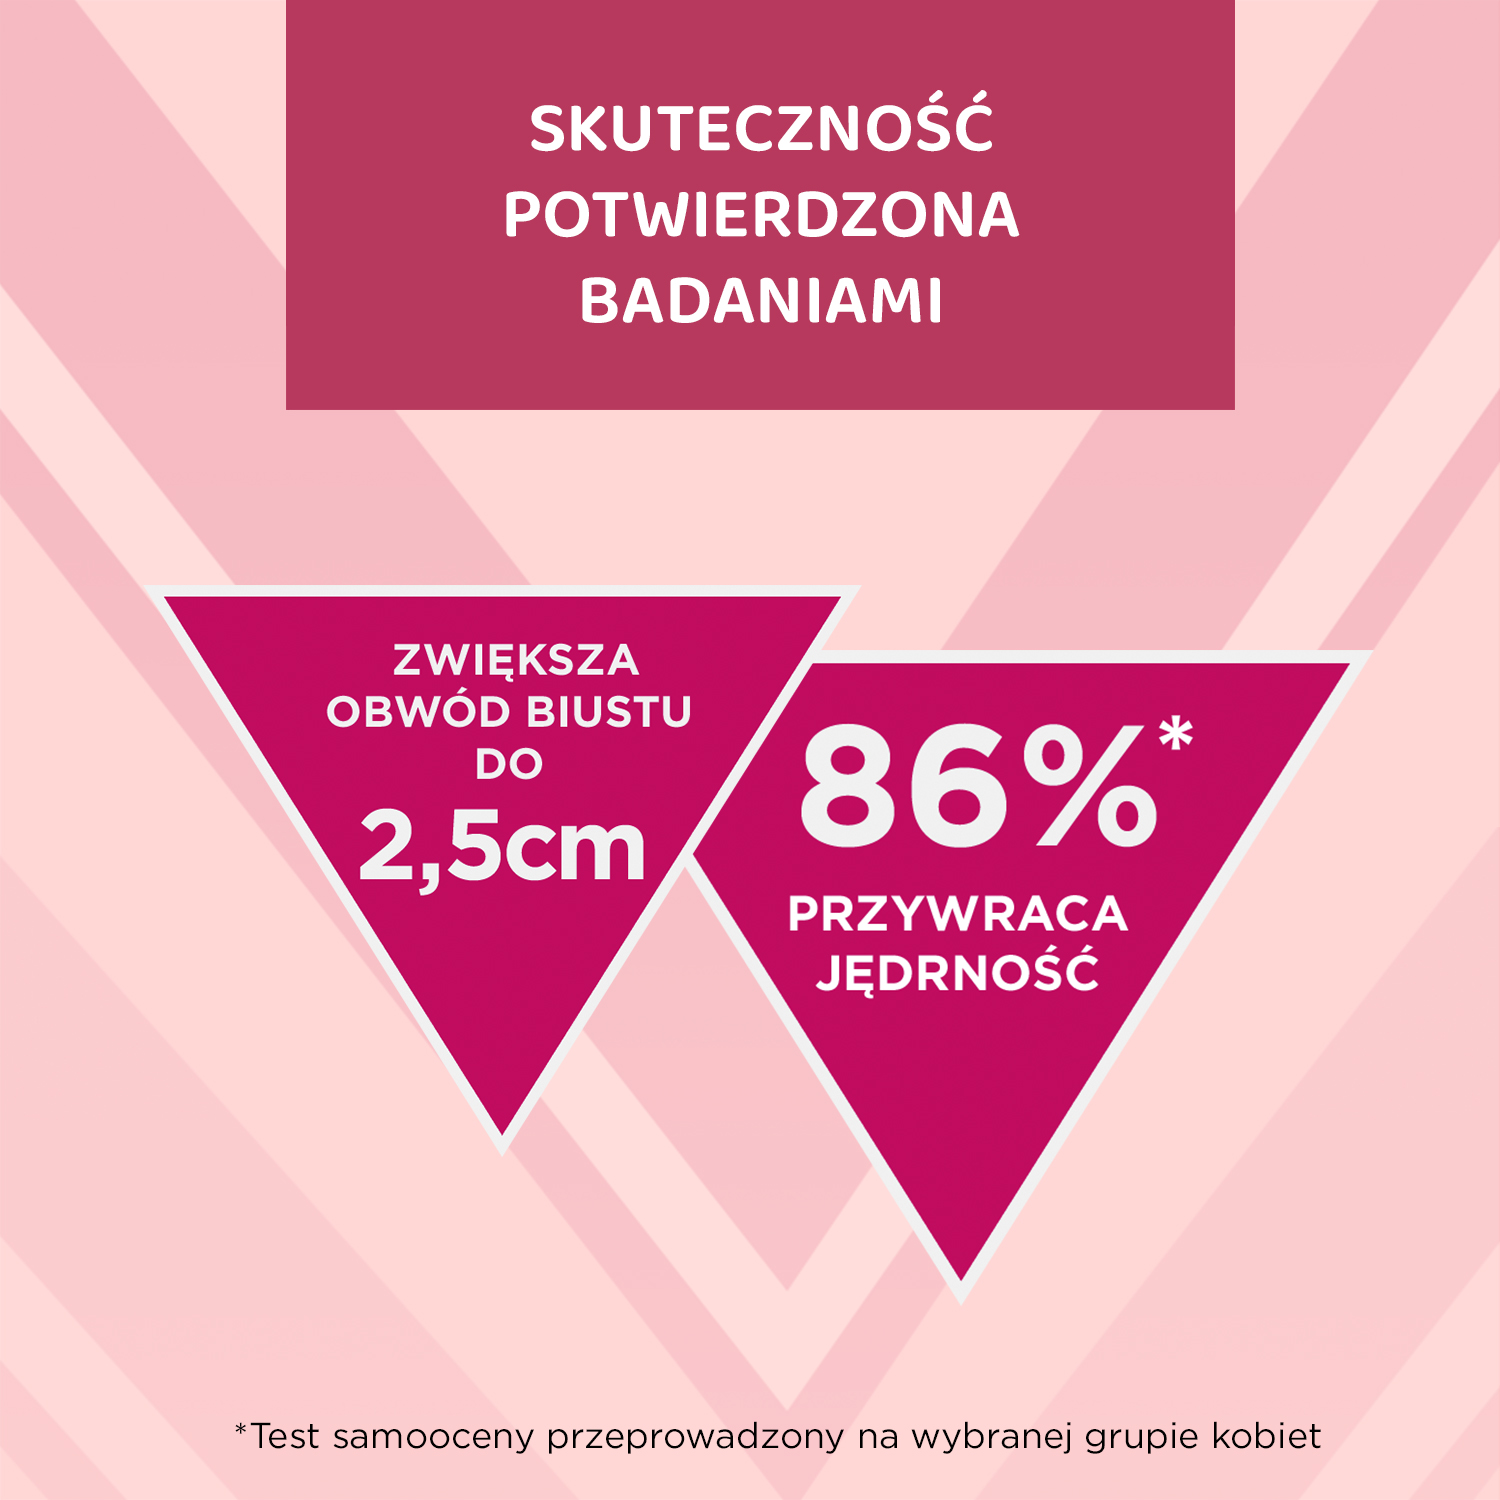 SKUTECZNOŚĆ
POTWIERDZONA
BADANIAMI
ZWIĘKSZA
OBWÓD BIUSTU
DO
2,5cm
86%*
PRZYWRACA
JĘDRNOŚĆ
*Test samooceny przeprowadzony na wybranej grupie kobiet